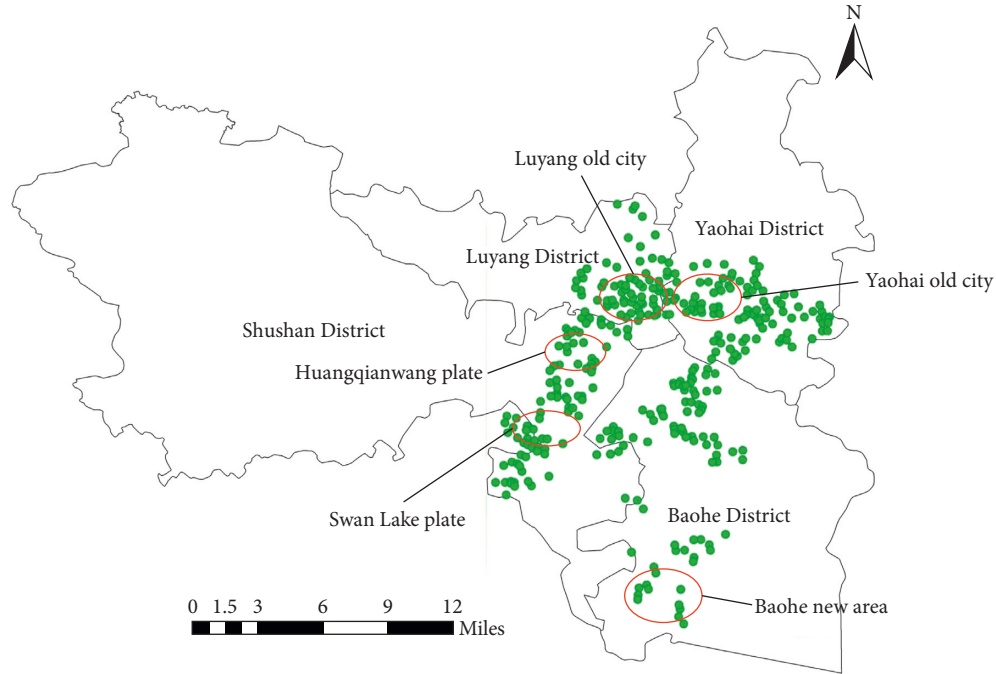 N
Luyang old city
Yaohai District
Luyang District
Yaohai old city
Shushan District
Huangqianwang plate
Swan Lake plate
Baohe District
Baohe new area
0 1.5 3 6 9 12
Miles